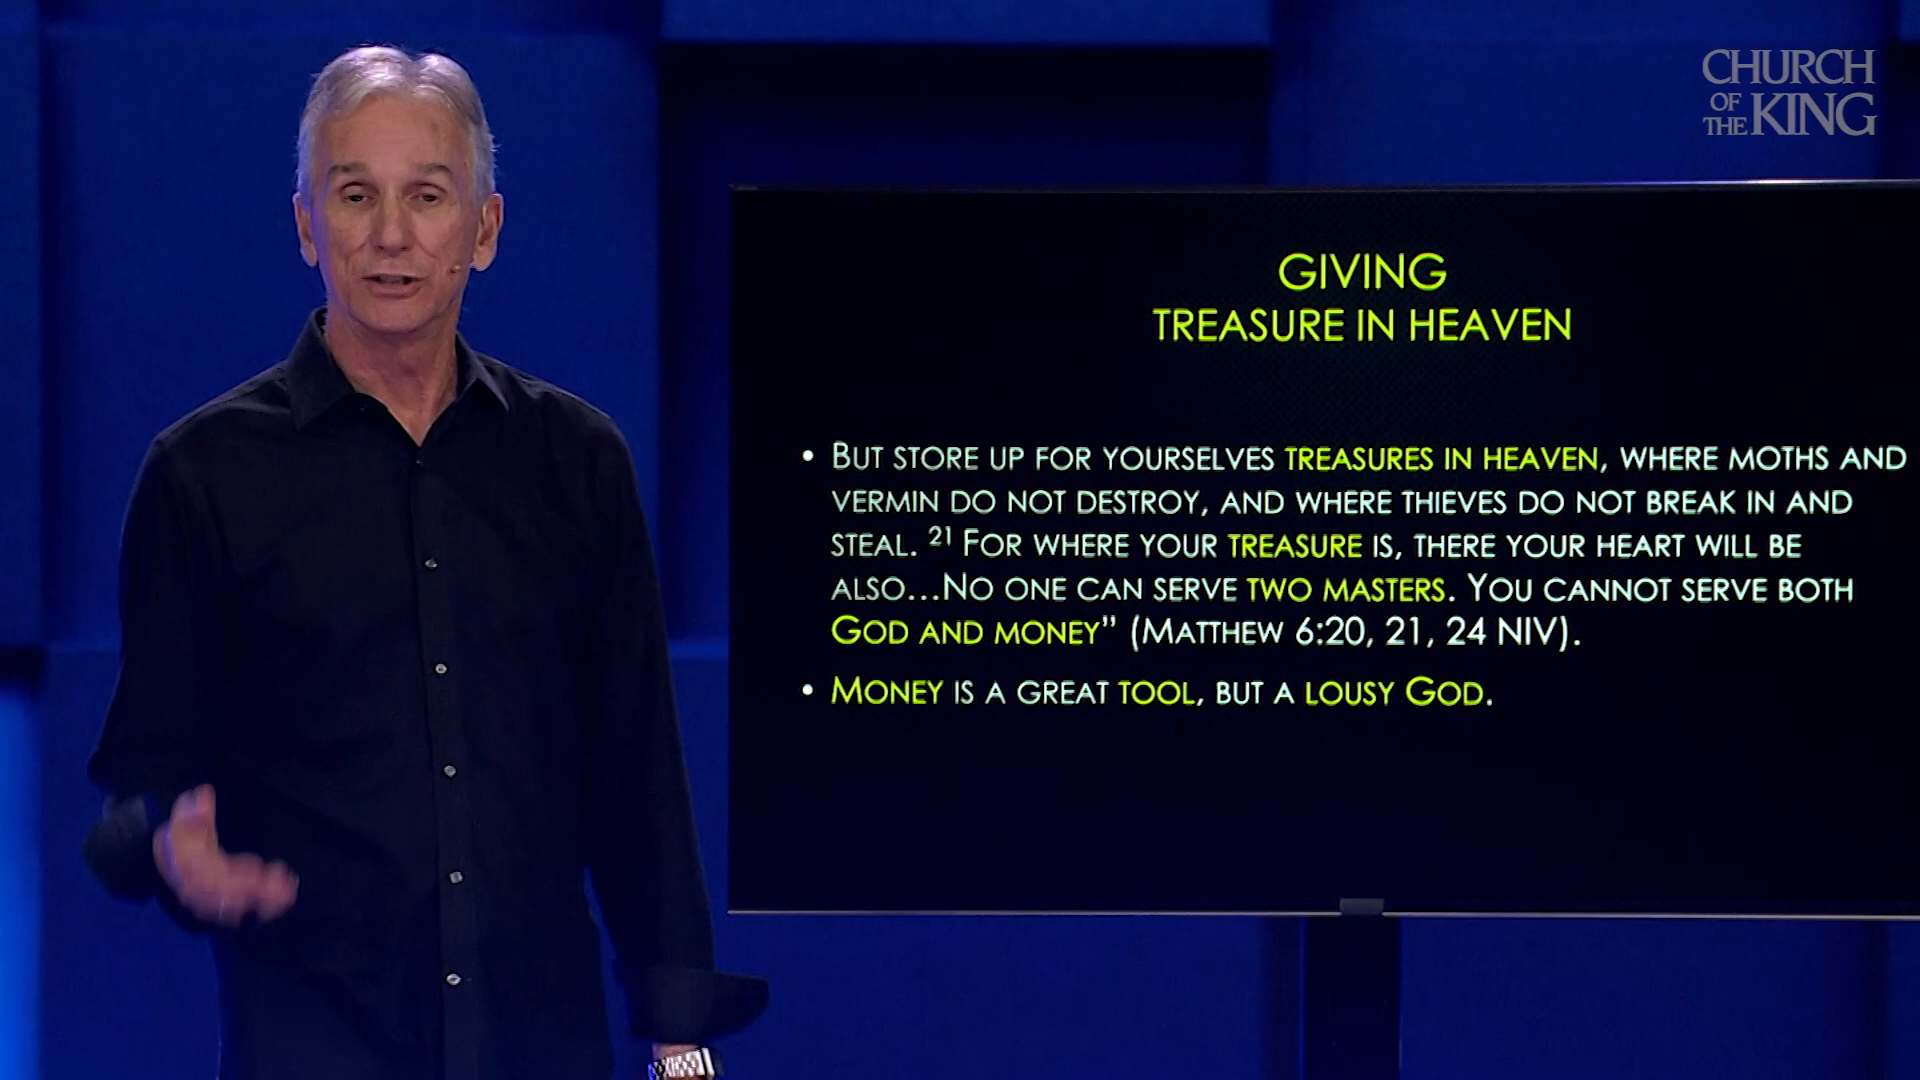 CHURCH
OF
THE KING
GIVING
TREASURE IN HEAVEN
• BUT STORE UP FOR YOURSELVES TREASURES IN HEAVEN, WHERE MOTHS AND
VERMIN DO NOT DESTROY, AND WHERE THIEVES DO NOT BREAK IN AND
STEAL. ²¹ FOR WHERE YOUR TREASURE IS, THERE YOUR HEART WILL BE
ALSO...NO ONE CAN SERVE TWO MASTERS. YOU CANNOT SERVE BOTH
GOD AND MONEY” (MATTHEW 6:20, 21, 24 NIV).
• MONEY IS A GREAT TOOL, BUT A LOUSY GOD.